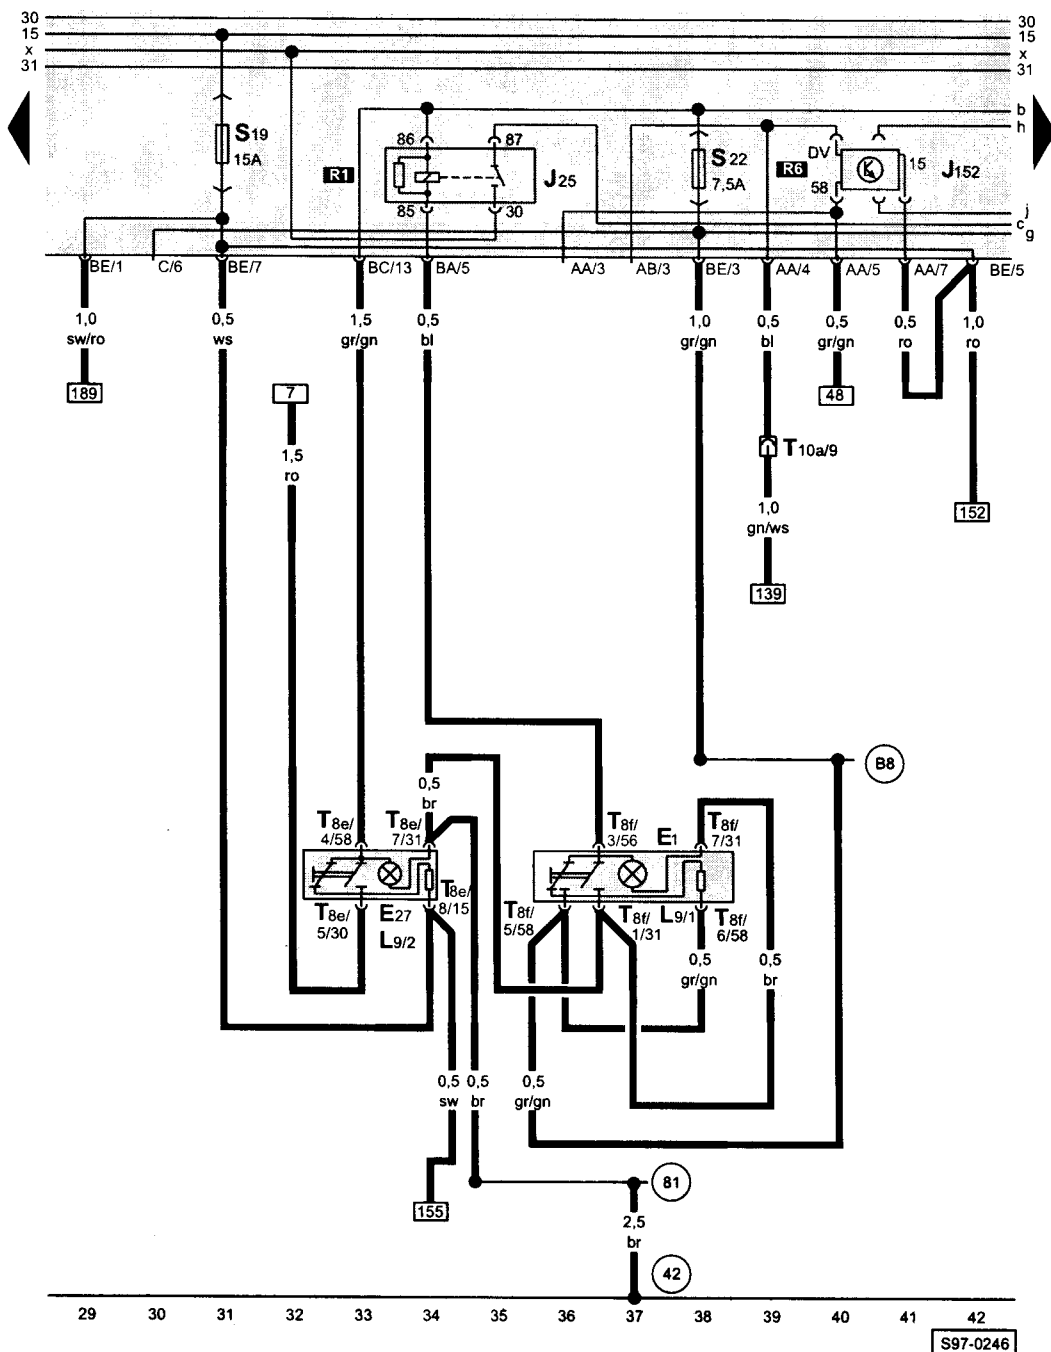 30 30
15 15
x x
31 31
b
86 87 h
S19 S22 DV
15A R1 J25 7,5A R6 15 J152
58
85 30 j
c
g
BE/1 C/6 BE/7 BC/13 BA/5 AA/3 AB/3 BE/3 AA/4 AA/5 AA/7 BE/5
1,0 0,5 1,5 0,5 1,0 0,5 0,5 0,5 1,0
sw/ro ws gr/gn bl gr/gn bl gr/gn ro ro
189 7 48
T10a/9
1,5
ro
1,0 152
gn/ws
139
B8
0,5
br
T8e/ T8e/ T8f/ E1 T8f/
4/58 7/31 3/56 7/31
T8e/ E27 T8e/ T8f/ T8f/ L9/1 T8f/
5/30 L9/2 8/15 5/58 1/31 6/58
0,5 0,5
gr/gn br
0,5 0,5 0,5
sw br gr/gn
81
155
2,5
br
42
29 30 31 32 33 34 35 36 37 38 39 40 41 42
S97-0246